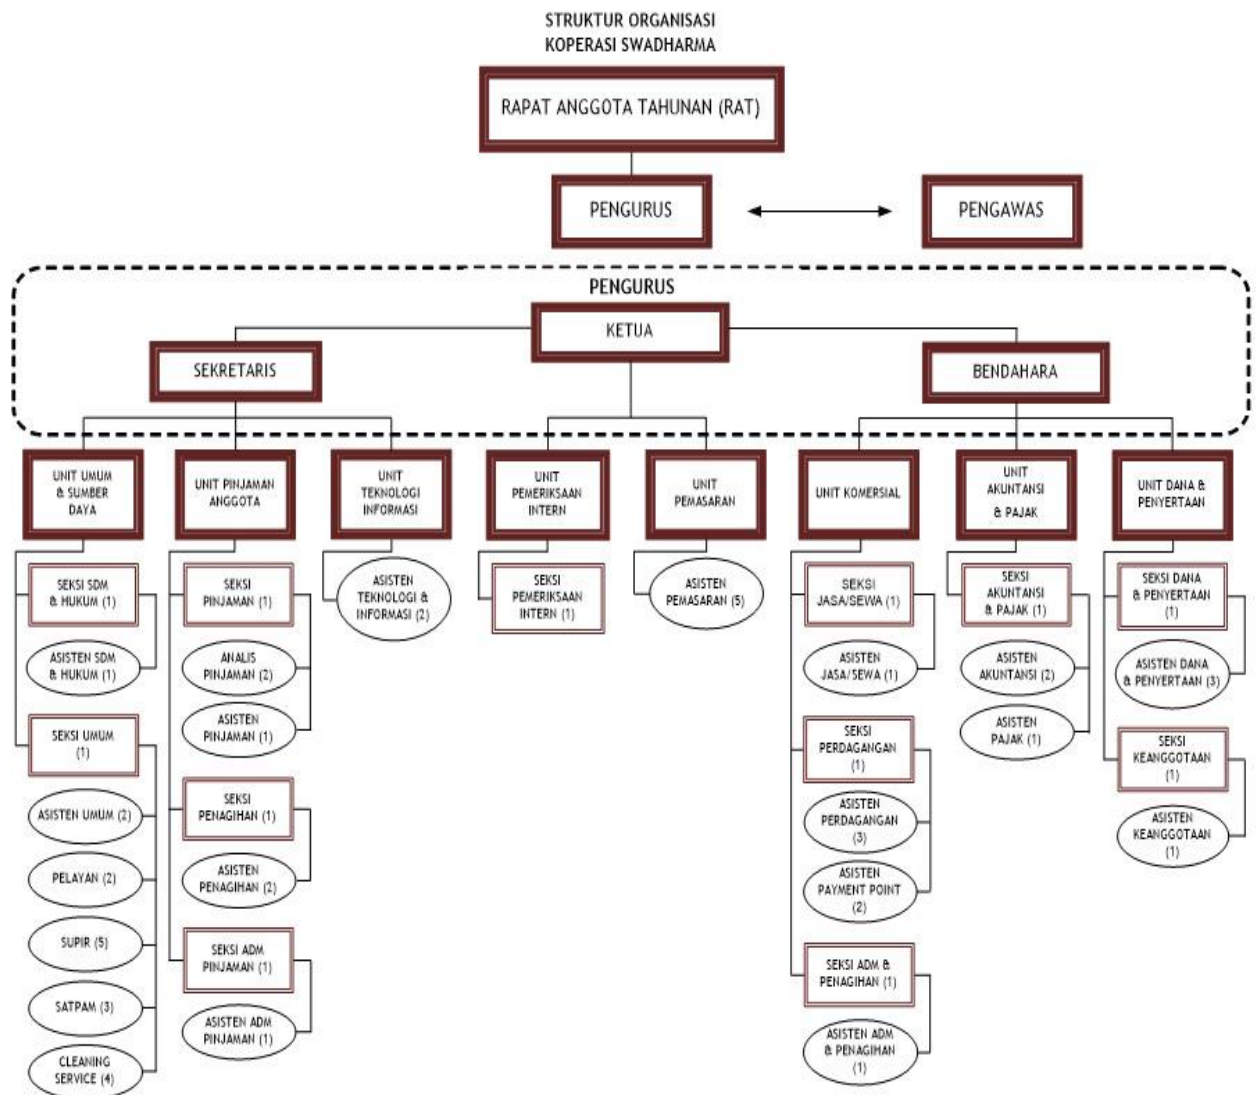 STRUKTUR ORGANISASI
KOPERASI SWADHARMA
RAPAT ANGGOTA TAHUNAN (RAT)
PENGURUS
PENGAWAS
PENGURUS
KETUA
SEKRETARIS
BENDAHARA
UNIT UMUM
& SUMBER
DAYA
UNIT PINJAMAN
ANGGOTA
UNIT
TEKNOLOGI
INFORMASI
UNIT
PEMERIKSAAN
INTERN
UNIT
PEMASARAN
UNIT KOMERSIAL
UNIT
AKUNTANSI
& PAJAK
UNIT DANA &
PENYERTAAN
SEKSI SDM
& HUKUM (1)
ASISTEN SDM
& HUKUM (1)
SEKSI UMUM
(1)
ASISTEN UMUM (2)
PELAYAN (2)
SUPIR (5)
SATPAM (3)
CLEANING
SERVICE (4)
SEKSI
PINJAMAN (1)
ANALIS
PINJAMAN (2)
ASISTEN
PINJAMAN (1)
SEKSI
PENAGIHAN (1)
ASISTEN
PENAGIHAN (2)
SEKSI ADM
PINJAMAN (1)
ASISTEN ADM
PINJAMAN (1)
ASISTEN
TEKNOLOGI &
INFORMASI (2)
SEKSI
PEMERIKSAAN
INTERN (1)
ASISTEN
PEMASARAN (5)
SEKSI
JASA/SEWA (1)
ASISTEN
JASA/SEWA (1)
SEKSI
PERDAGANGAN
(1)
ASISTEN
PERDAGANGAN
(3)
ASISTEN
PAYMENT POINT
(2)
SEKSI ADM &
PENAGIHAN (1)
ASISTEN ADM
& PENAGIHAN
(1)
SEKSI
AKUNTANSI
& PAJAK (1)
ASISTEN
AKUNTANSI (2)
ASISTEN
PAJAK (1)
SEKSI DANA
& PENYERTAAN
(1)
ASISTEN DANA
& PENYERTAAN (3)
SEKSI
KEANGGOTAAN
(1)
ASISTEN
KEANGGOTAAN
(1)